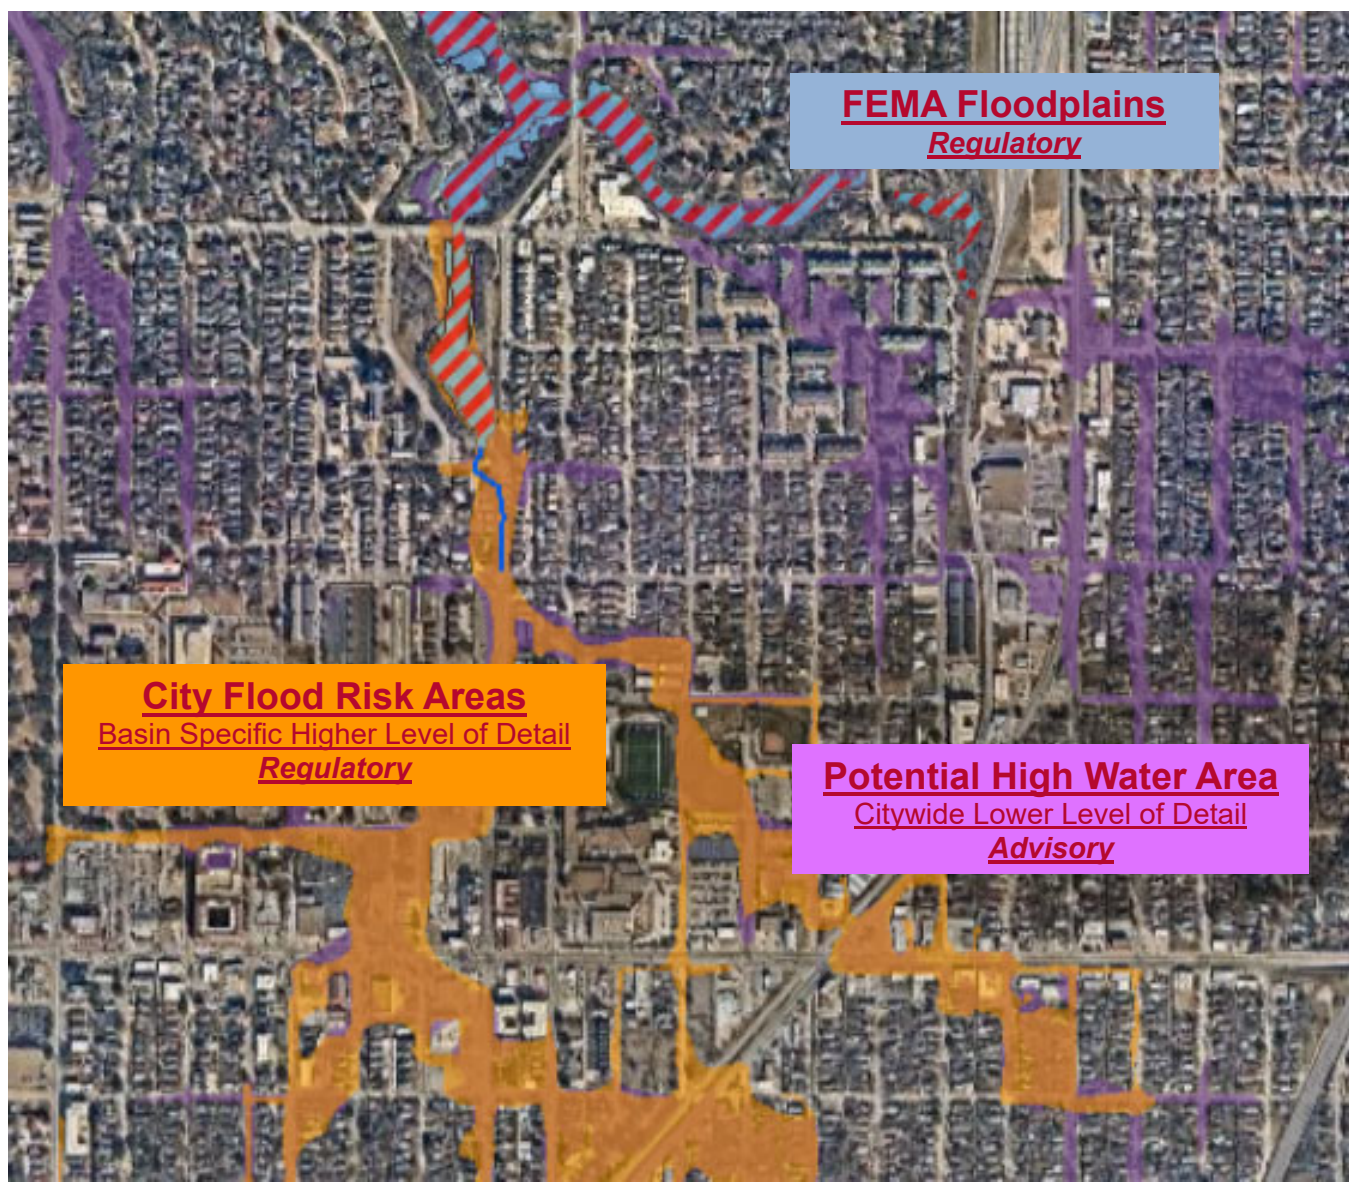 FEMA Floodplains
Regulatory
City Flood Risk Areas
Basin Specific Higher Level of Detail
Regulatory
Potential High Water Area
Citywide Lower Level of Detail
Advisory